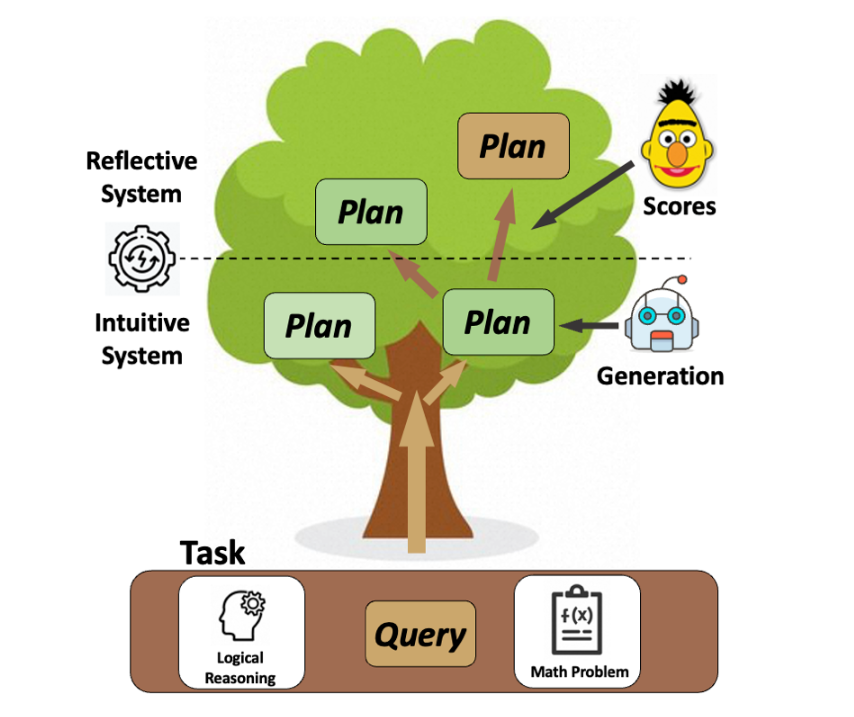 Plan
Reflective
System
Plan
Scores
Intuitive
System
Plan
Plan
Generation
Task
Logical
Reasoning
Query
f(x)
Math Problem